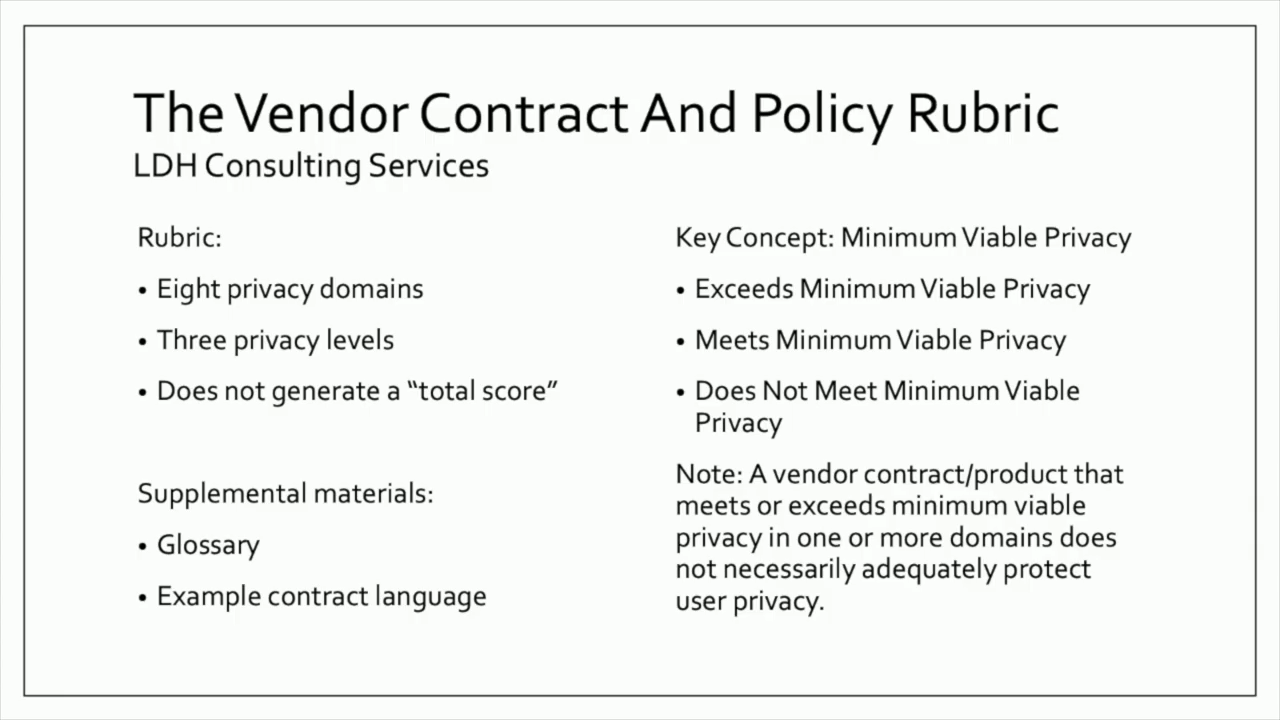 The Vendor Contract And Policy Rubric
LDH Consulting Services
Rubric:
• Eight privacy domains
• Three privacy levels
• Does not generate a “total score”
Supplemental materials:
• Glossary
• Example contract language
Key Concept: Minimum Viable Privacy
• Exceeds Minimum Viable Privacy
• Meets Minimum Viable Privacy
• Does Not Meet Minimum Viable
Privacy
Note: A vendor contract/product that
meets or exceeds minimum viable
privacy in one or more domains does
not necessarily adequately protect
user privacy.